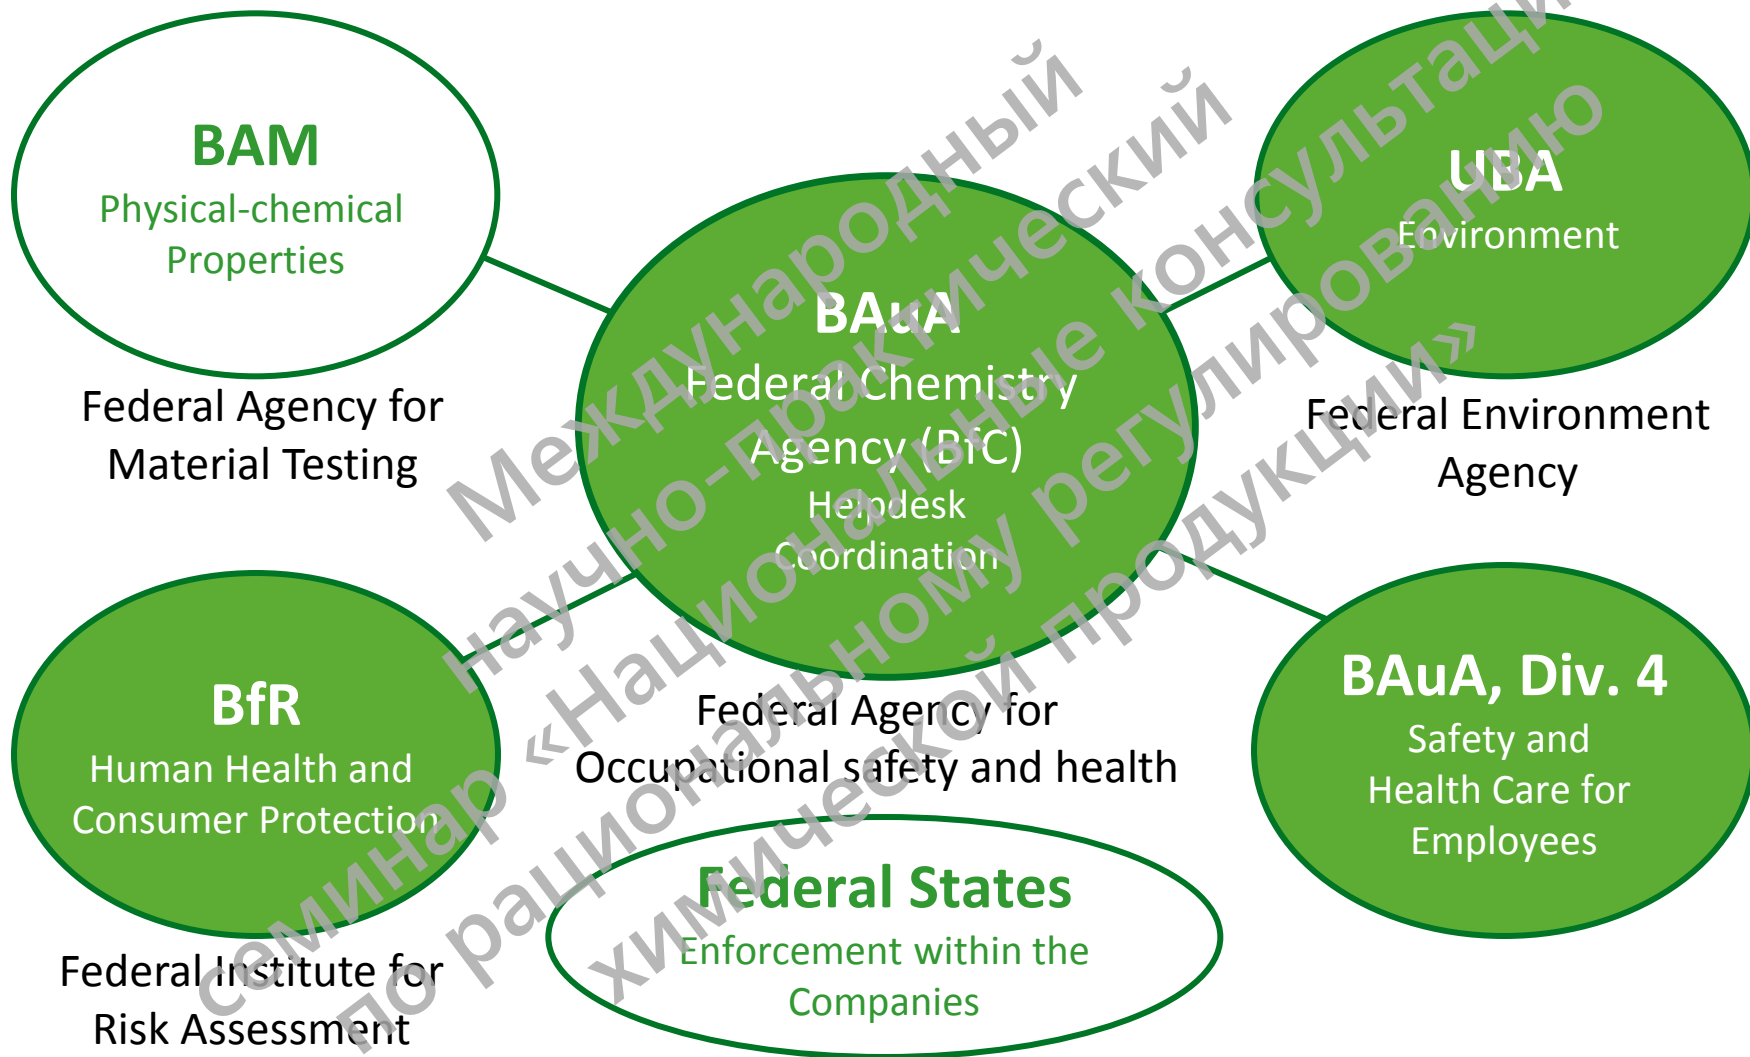 BAM
Physical-chemical
Properties
Federal Agency for
Material Testing
UBA
Environment
Federal Environment
Agency
BAuA
Federal Chemistry
Agency (BfC)
Helpdesk
Coordination
Federal Agency for
Occupational safety and health
BfR
Human Health and
Consumer Protection
Federal Institute for
Risk Assessment
BAuA, Div. 4
Safety and
Health Care for
Employees
Federal States
Enforcement within the
Companies
Международный
научно-практический
семинар «Национальные
по рациональному регулированию
химической продукции»